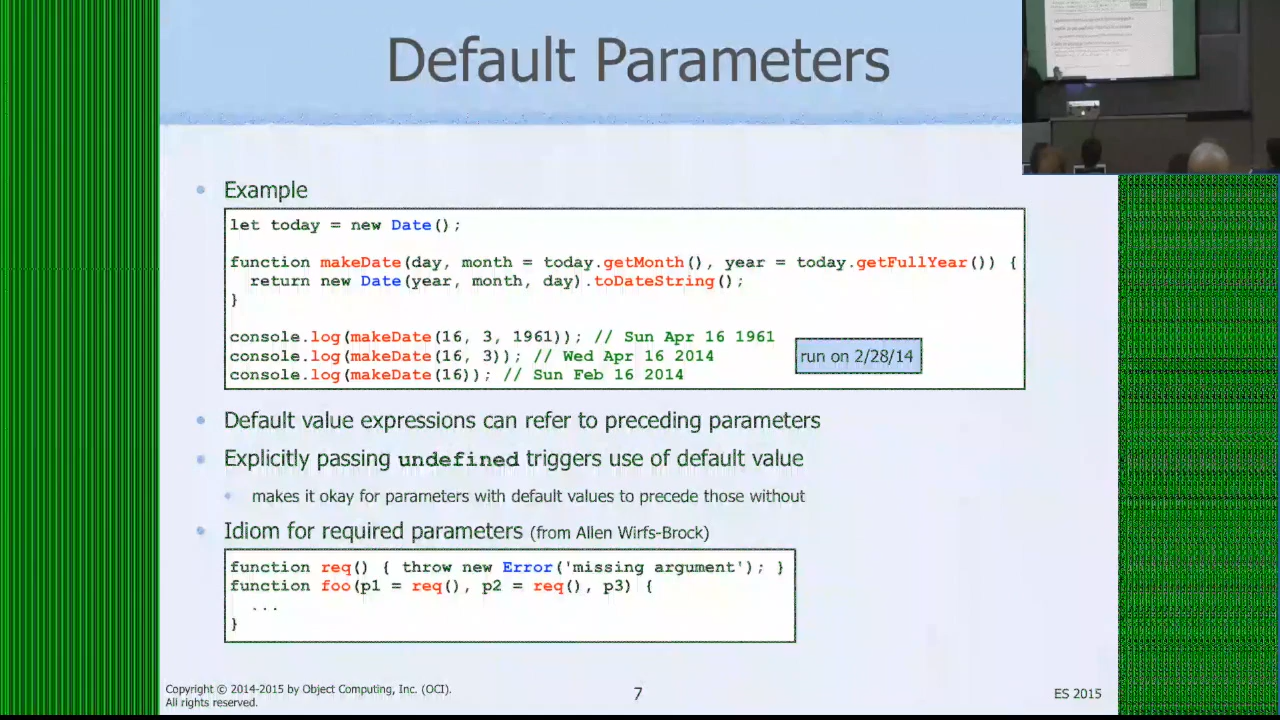 Default Parameters
Example
let today = new Date();
function makeDate(day, month = today.getMonth(), year = today.getFullYear()) {
  return new Date(year, month, day).toDateString();
}
console.log(makeDate(16, 3, 1961)); // Sun Apr 16 1961
console.log(makeDate(16, 3)); // Wed Apr 16 2014
console.log(makeDate(16)); // Sun Feb 16 2014
run on 2/28/14
Default value expressions can refer to preceding parameters
Explicitly passing undefined triggers use of default value
makes it okay for parameters with default values to precede those without
Idiom for required parameters (from Allen Wirfs-Brock)
function req() { throw new Error('missing argument'); }
function foo(p1 = req(), p2 = req(), p3) {
  ...
}
Copyright © 2014-2015 by Object Computing, Inc. (OCI).
All rights reserved.
7
ES 2015